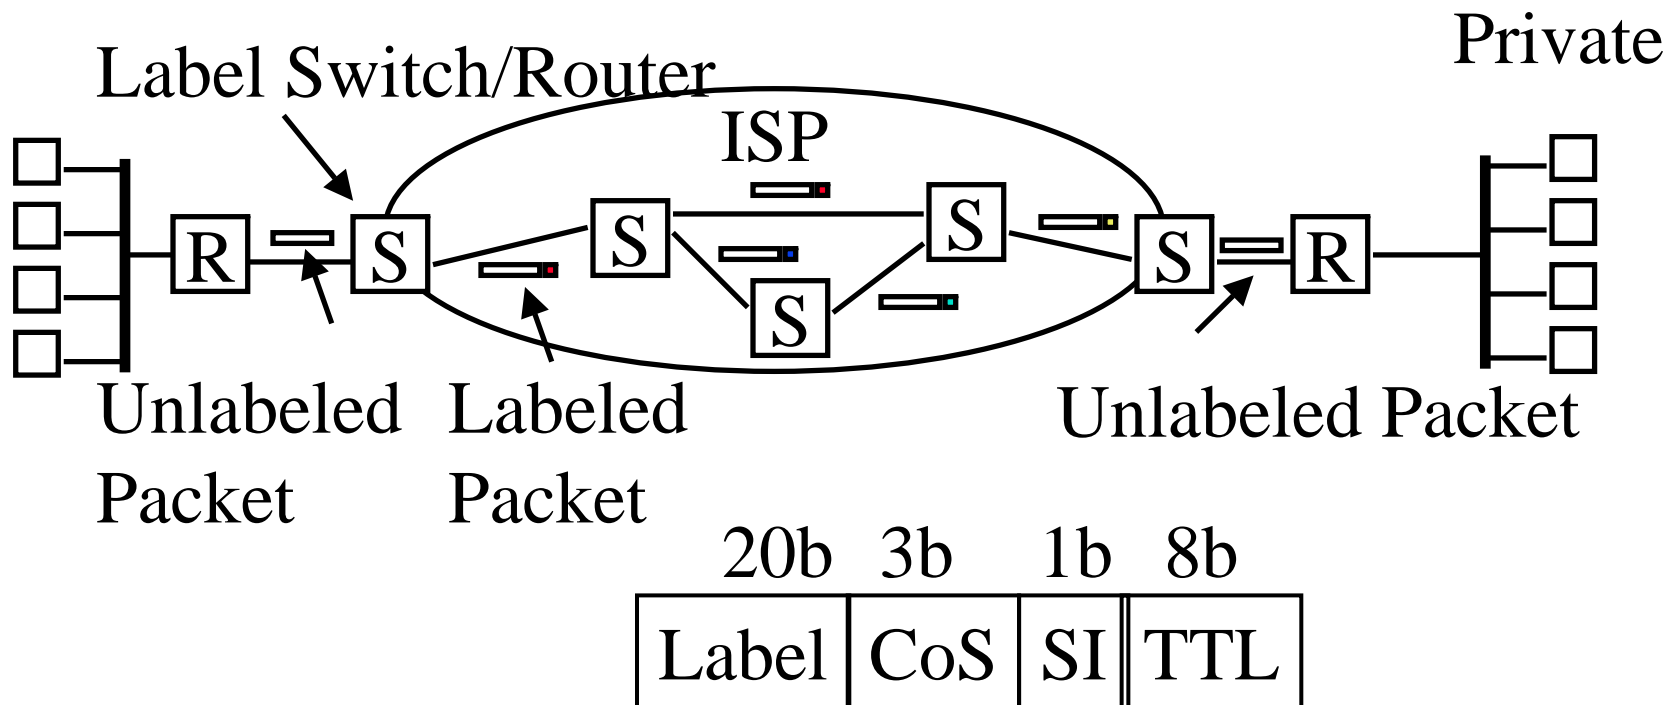 Private
Label Switch/Router
ISP
S
S
R
S
S
R
S
Unlabeled Packet
Labeled Packet
Unlabeled Packet
20b 3b 1b 8b
Label CoS SI TTL